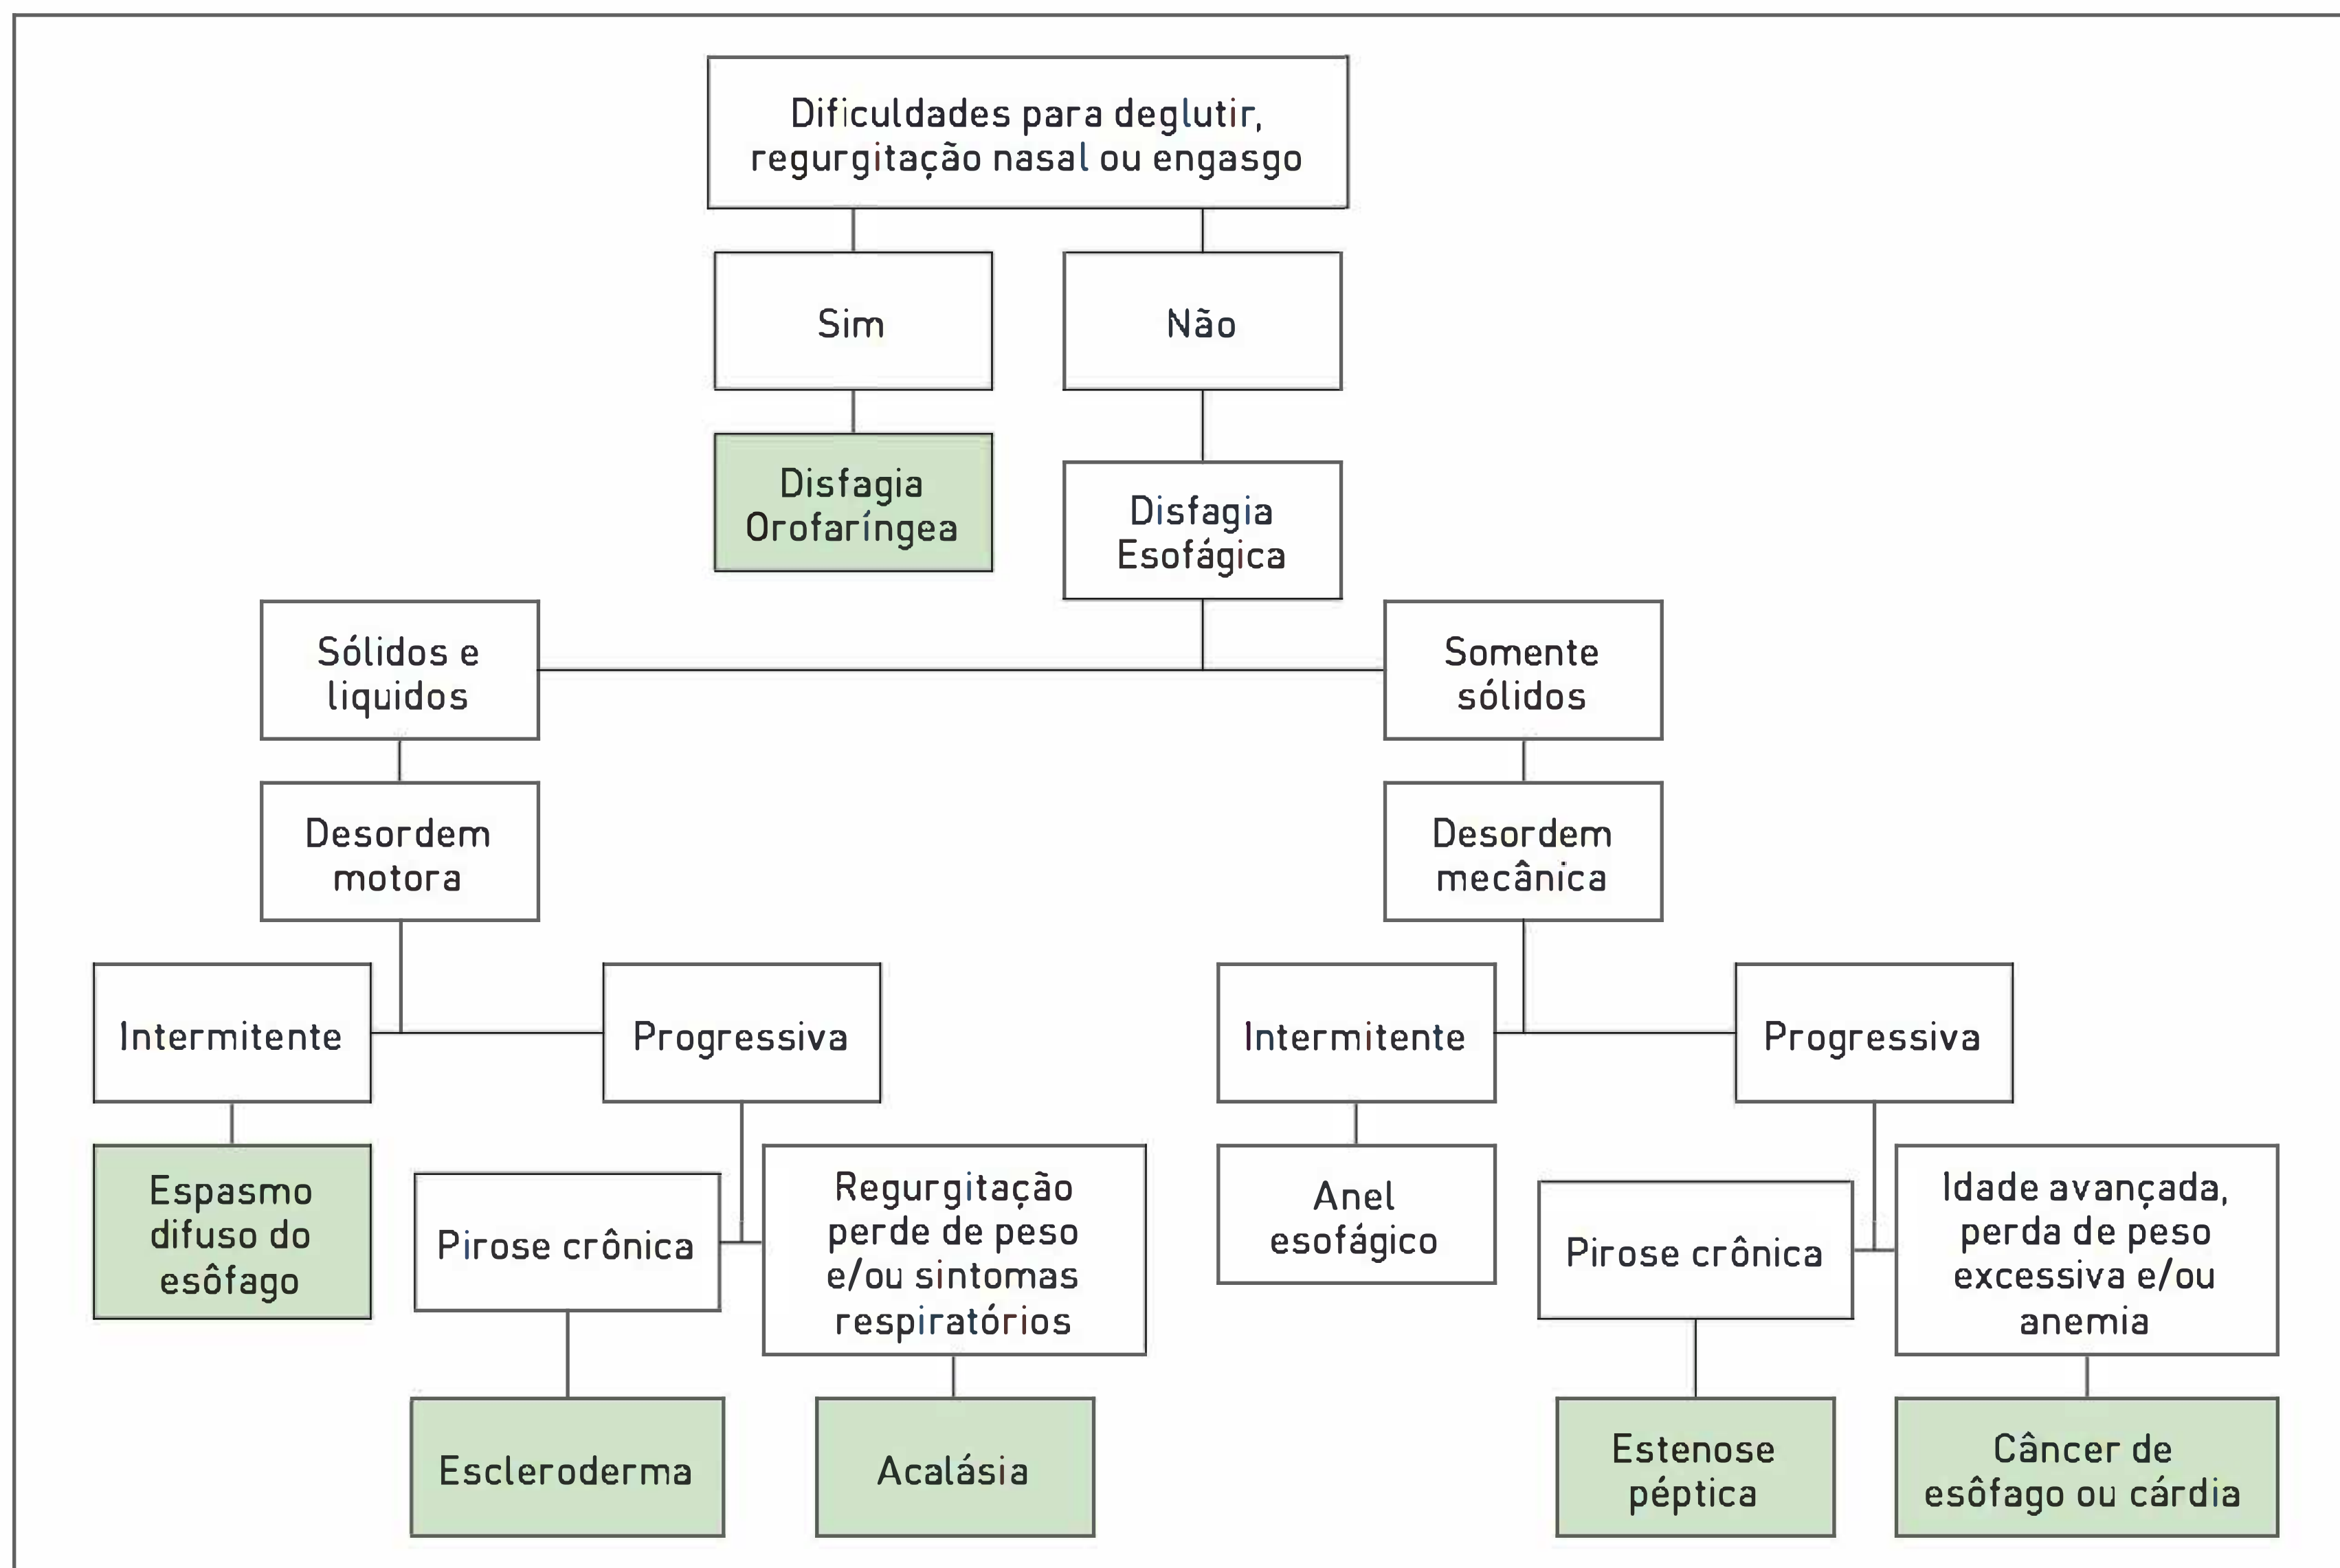 Dificuldades para deglutir,
regurgitação nasal ou engasgo
Sim
Não
Disfagia
Orofaríngea
Disfagia
Esofágica
Sólidos e
liquidos
Somente
sólidos
Desordem
motora
Desordem
mecânica
Intermitente
Progressiva
Intermitente
Progressiva
Espasmo
difuso do
esôfago
Pirose crônica
Regurgitação
perde de peso
e/ou sintomas
respiratórios
Anel
esofágico
Pirose crônica
Idade avançada,
perda de peso
excessiva e/ou
anemia
Escleroderma
Acalásia
Estenose
péptica
Câncer de
esôfago ou cárdia